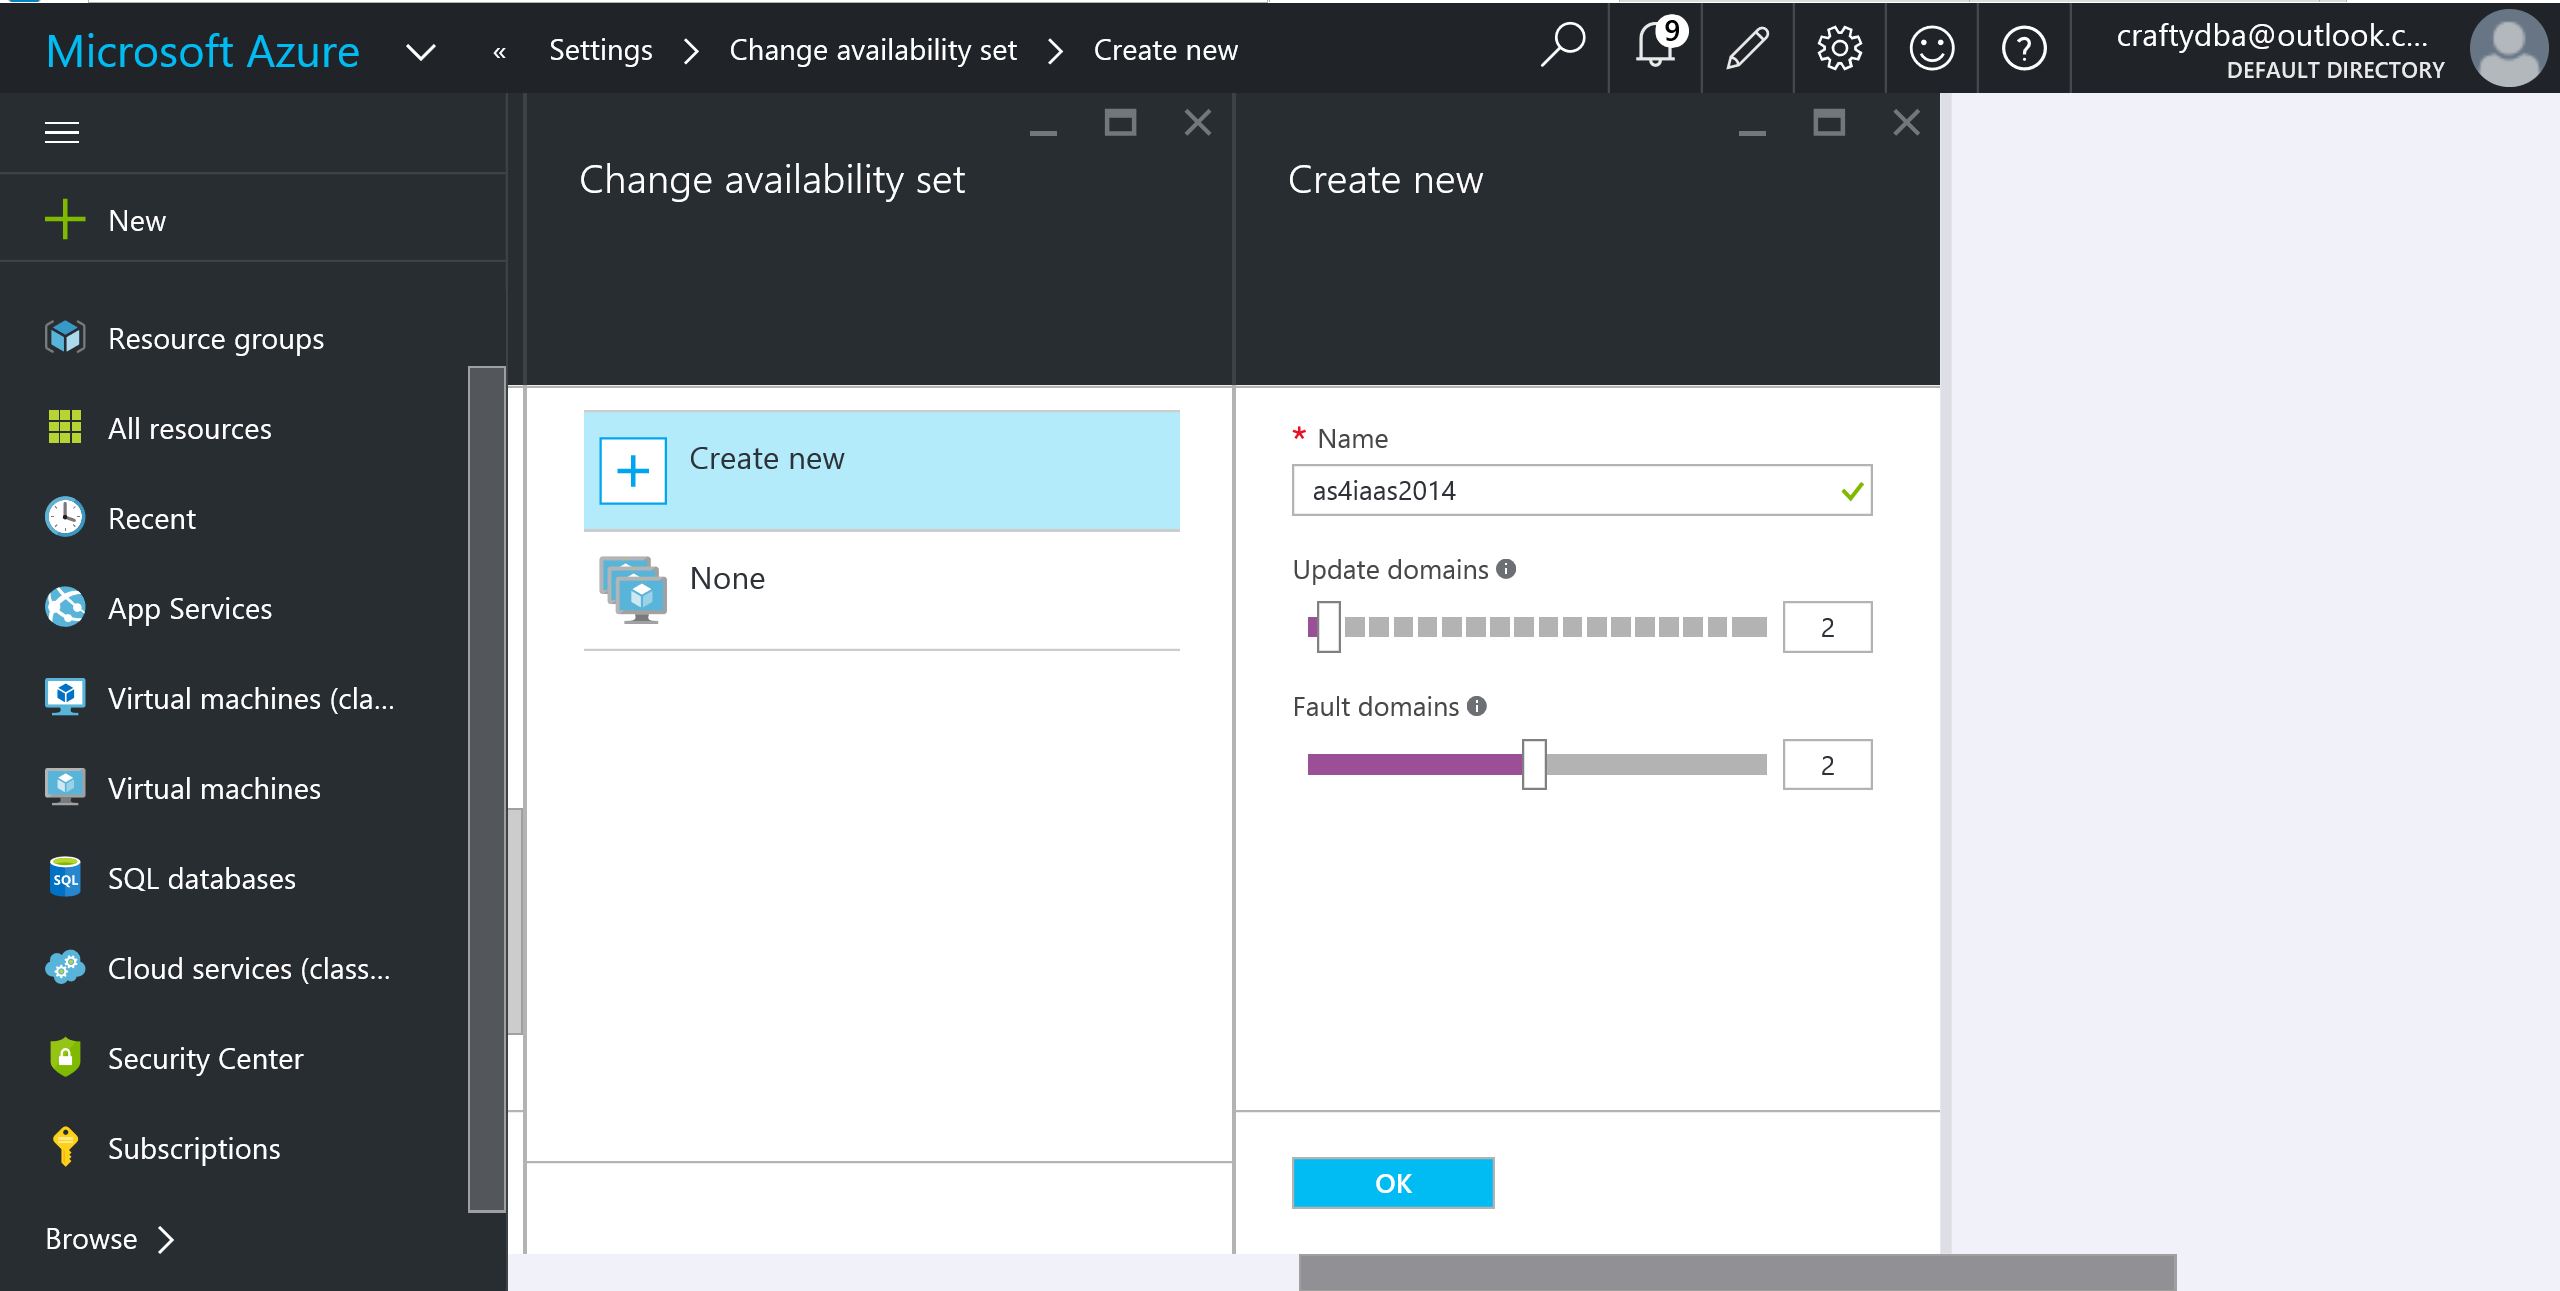 Microsoft Azure
« Settings > Change availability set > Create new
9
craftydba@outlook.c...
DEFAULT DIRECTORY
New
Resource groups
All resources
Recent
App Services
Virtual machines (cla...
Virtual machines
SQL databases
SQL
Cloud services (class...
Security Center
Subscriptions
Browse >
Change availability set
Create new
None
Create new
* Name
as4iaas2014
Update domains
2
Fault domains
2
OK